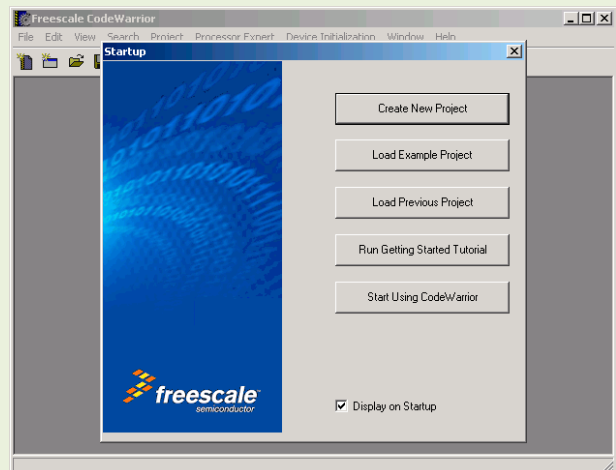 Freescale CodeWarrior
File Edit View Search Project Processor Expert Device Initialization Window Help
Startup
Create New Project
Load Example Project
Load Previous Project
Run Getting Started Tutorial
Start Using CodeWarrior
freescale™
semiconductor
Display on Startup